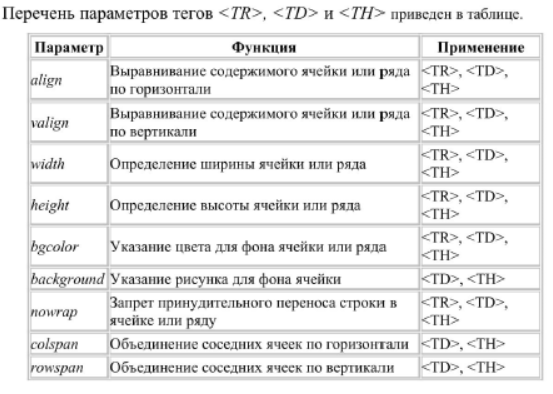 Перечень параметров тегов <TR>, <TD> и <TH> приведен в таблице.
Параметр Функция Применение
align Выравнивание содержимого ячейки или ряда <TR>, <TD>,
по горизонтали <TH>
valign Выравнивание содержимого ячейки или ряда <TR>, <TD>,
по вертикали <TH>
width Определение ширины ячейки или ряда <TR>, <TD>,
<TH>
height Определение высоты ячейки или ряда <TR>, <TD>,
<TH>
bgcolor Указание цвета для фона ячейки или ряда <TR>, <TD>,
<TH>
background Указание рисунка для фона ячейки <TD>, <TH>
nowrap Запрет принудительного переноса строки в <TR>, <TD>,
ячейке или ряду <TH>
colspan Объединение соседних ячеек по горизонтали <TD>, <TH>
rowspan Объединение соседних ячеек по вертикали <TD>, <TH>